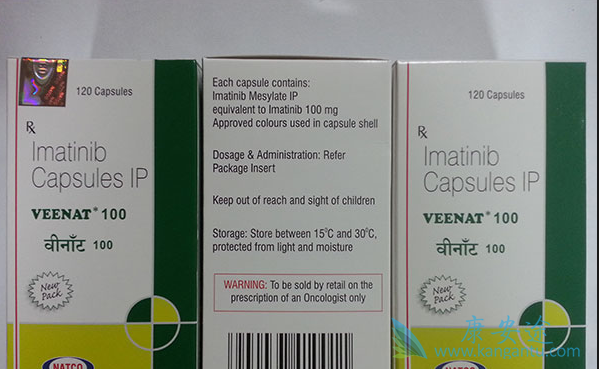 120 Capsules
Rx
Imatinib
Capsules IP
VEENAT® 100
वीनॉट 100
New
Pack
NATCO
Each capsule contains:
Imatinib Mesylate IP
equivalent to Imatinib 100 mg
Approved colours used in capsule shell
Dosage & Administration: Refer
Package Insert
Keep out of reach and sight of children
Storage: Store between 15°C and 30°C,
protected from light and moisture
WARNING: To be sold by retail on the
prescription of an Oncologist only
120 Capsules
Rx
Imatinib
Capsules IP
VEENAT® 100
वीनॉट 100
New
Pack
NATCO
康安途